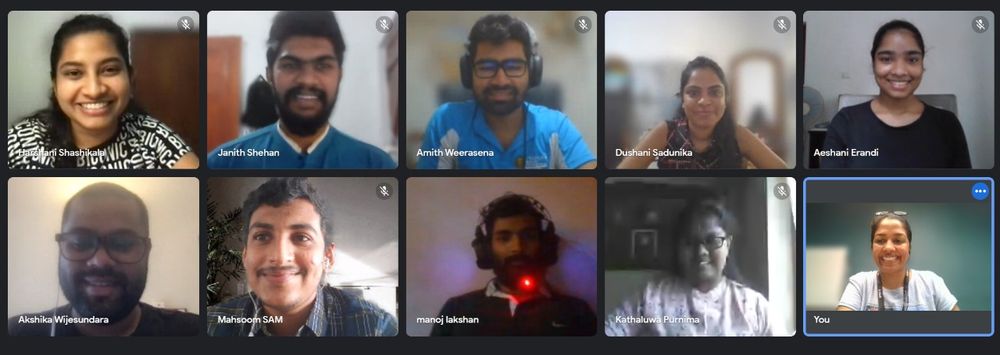 Harshani Shashikala
Janith Shehan
Amith Weerasena
Dushani Sadunika
Aeshani Erandi
Akshika Wijesundara
Mahsoom SAM
manoj lakshan
Kathaluwa Purnima
You